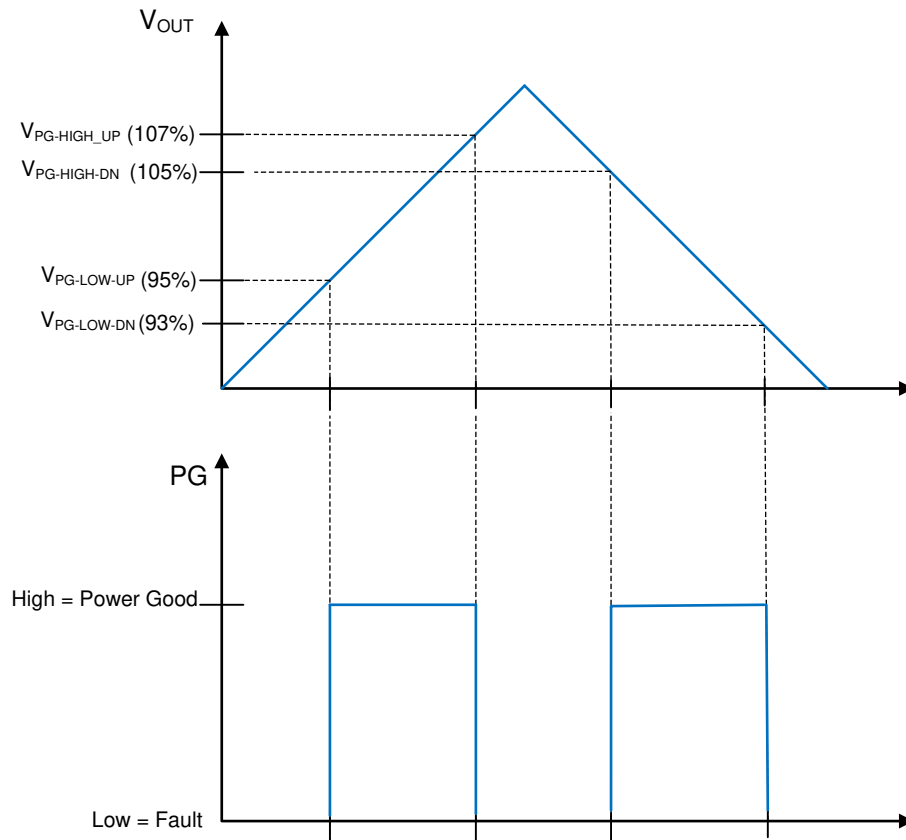 VOUT
VPG-HIGH_UP (107%)
VPG-HIGH-DN (105%)
VPG-LOW-UP (95%)
VPG-LOW-DN (93%)
PG
High = Power Good
Low = Fault